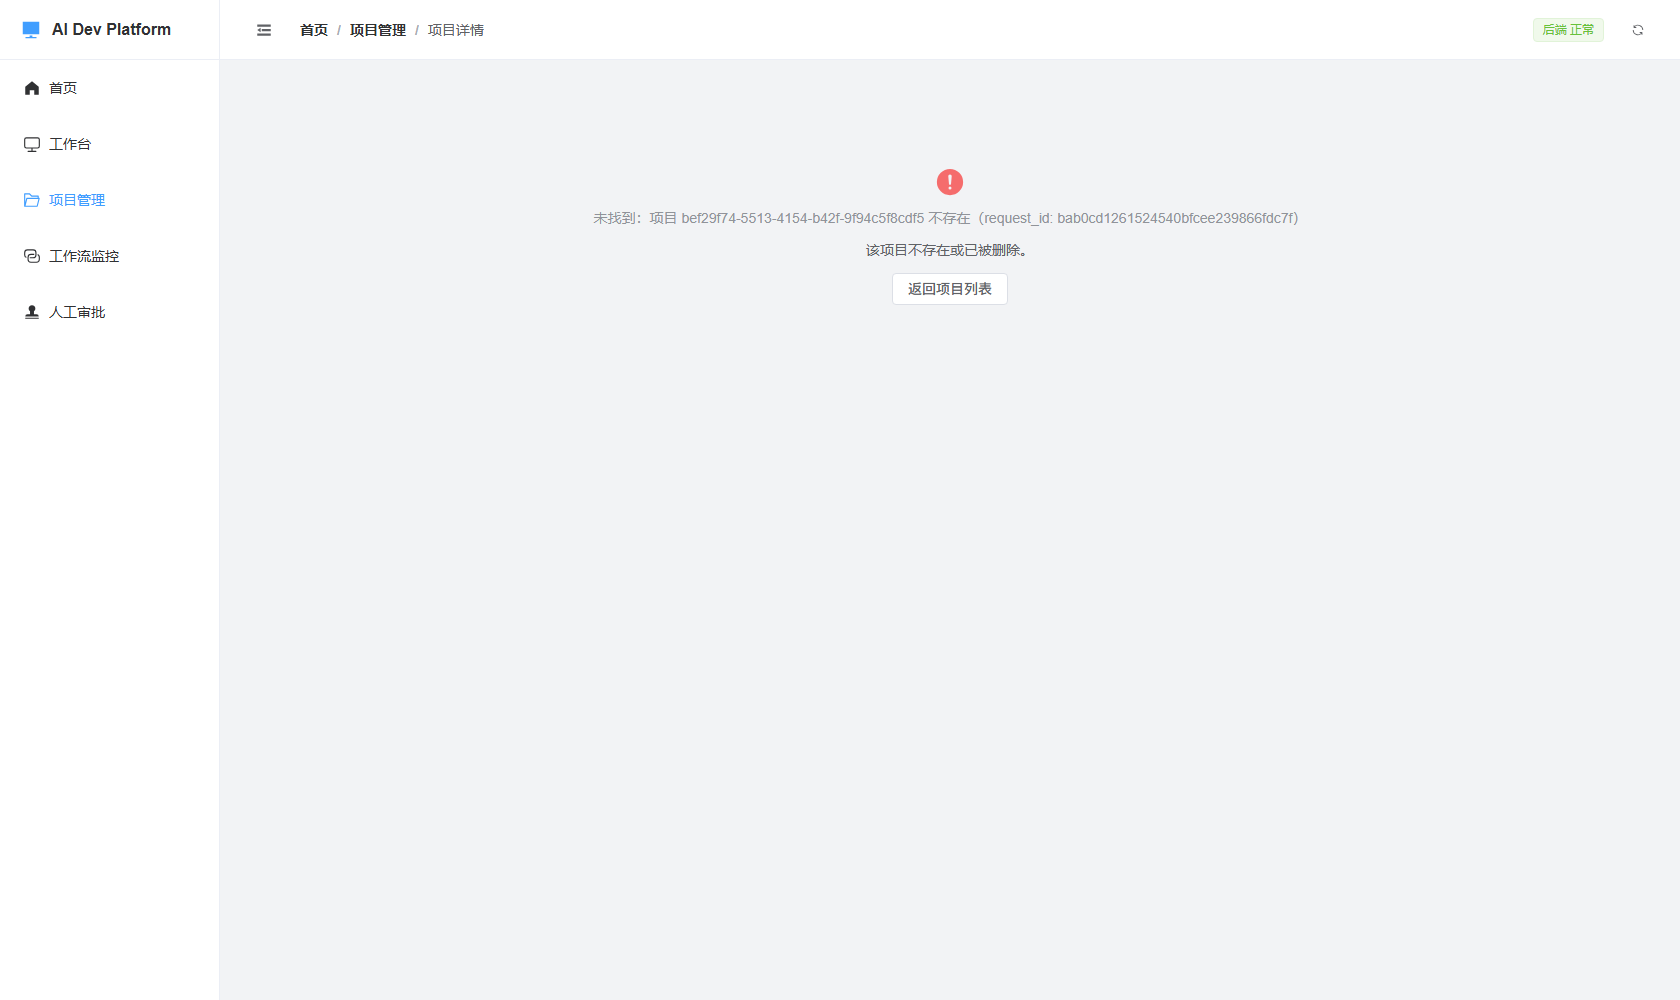 AI Dev Platform
首页 / 项目管理 / 项目详情
后端 正常
首页
工作台
项目管理
工作流监控
人工审批
未找到：项目 bef29f74-5513-4154-b42f-9f94c5f8cdf5 不存在（request_id: bab0cd1261524540bfcee239866fdc7f）
该项目不存在或已被删除。
返回项目列表